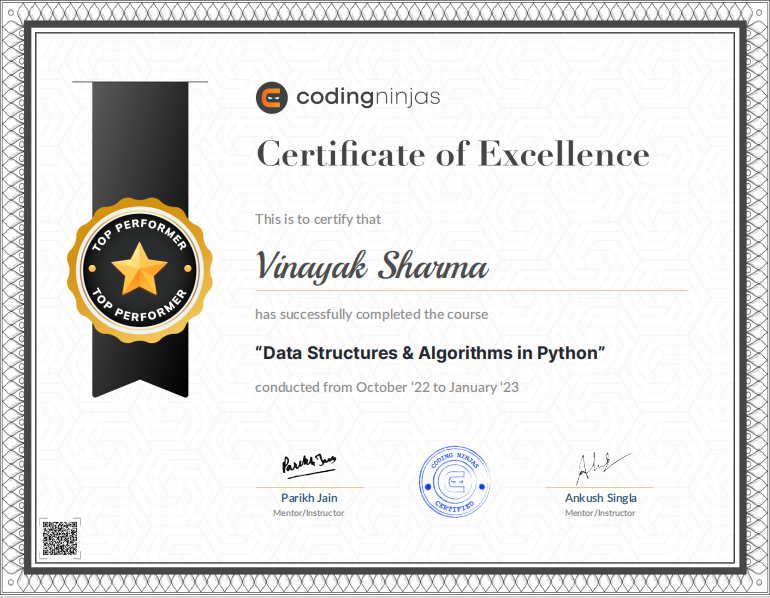 codingninjas
Certificate of Excellence
TOP PERFORMER
TOP PERFORMER
This is to certify that
Vinayak Sharma
has successfully completed the course
“Data Structures & Algorithms in Python”
conducted from October ‘22 to January ‘23
Parikh Jain
CODING NINJAS
CERTIFIED
Parikh Jain
Mentor/Instructor
Ankush Singla
Mentor/Instructor